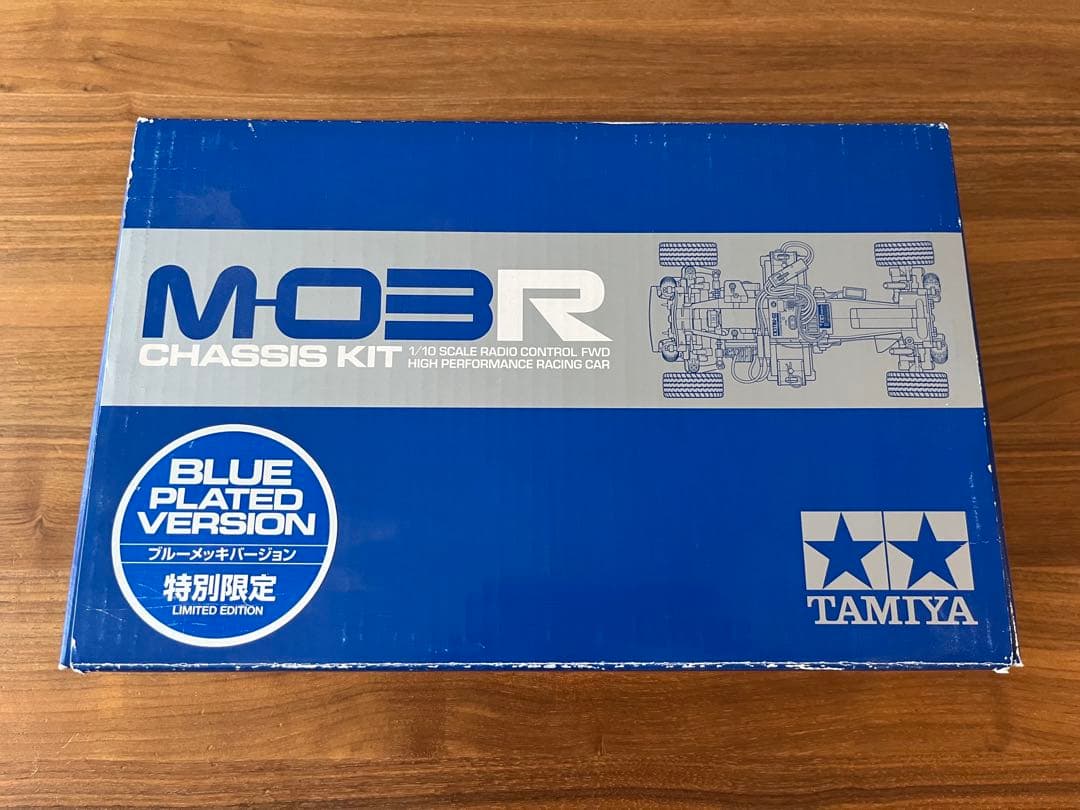 M-03R
CHASSIS KIT
1/10 SCALE RADIO CONTROL FWD
HIGH PERFORMANCE RACING CAR
BLUE
PLATED
VERSION
ブルーメッキバージョン
特別限定
LIMITED EDITION
TAMIYA